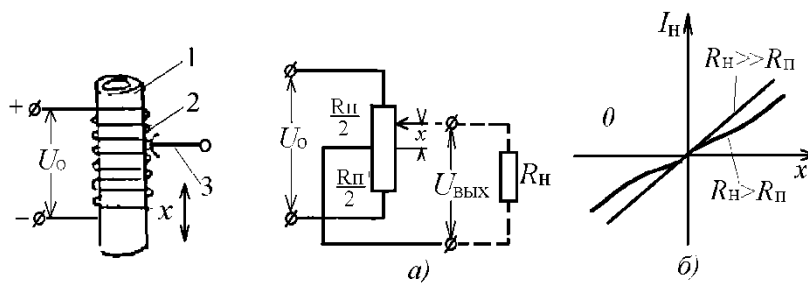 1
2
3
+
U₀
−
x
Rп/2
Rп/2
U₀
x
Uвых
Rн
а)
Iн
Rн>>Rп
0
x
Rн>Rп
б)